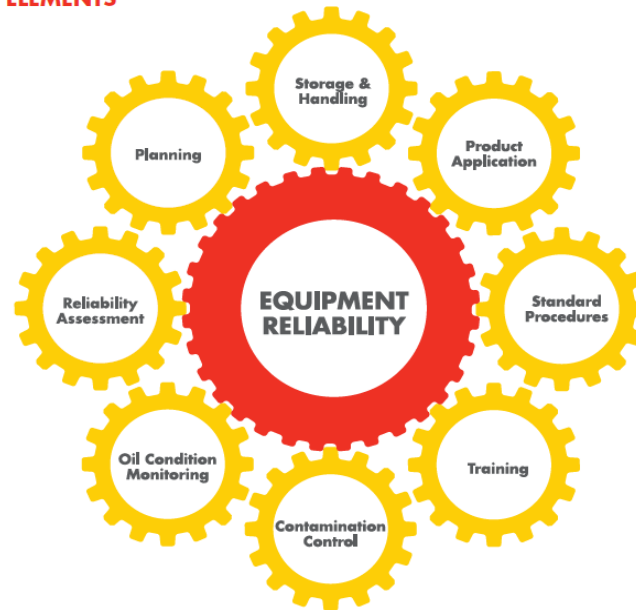 ELEMENTS
Storage &
Handling
Planning
Product
Application
EQUIPMENT
RELIABILITY
Reliability
Assessment
Standard
Procedures
Oil Condition
Monitoring
Training
Contamination
Control